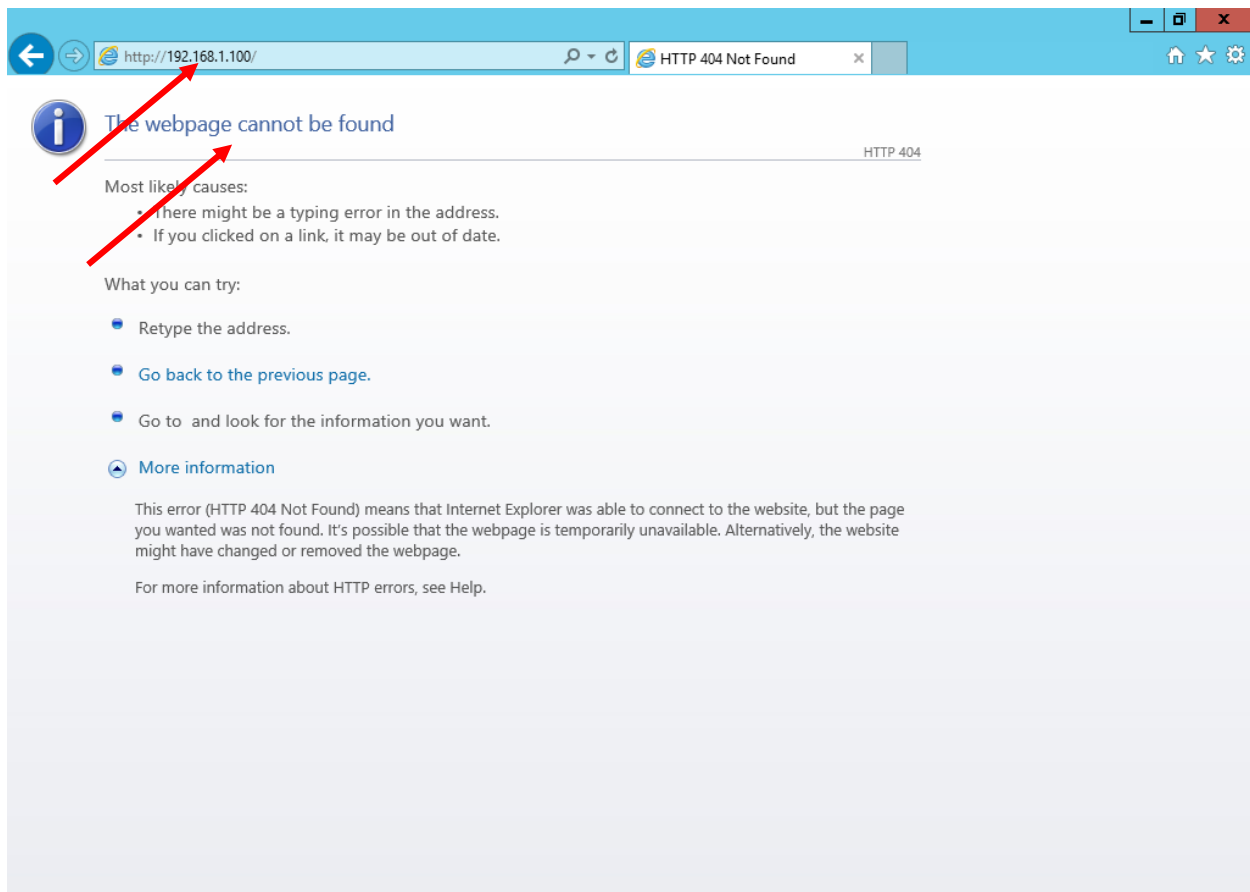 http://192.168.1.100/
HTTP 404 Not Found
The webpage cannot be found
HTTP 404
Most likely causes:
• There might be a typing error in the address.
• If you clicked on a link, it may be out of date.
What you can try:
Retype the address.
Go back to the previous page.
Go to  and look for the information you want.
More information
This error (HTTP 404 Not Found) means that Internet Explorer was able to connect to the website, but the page
you wanted was not found. It's possible that the webpage is temporarily unavailable. Alternatively, the website
might have changed or removed the webpage.
For more information about HTTP errors, see Help.